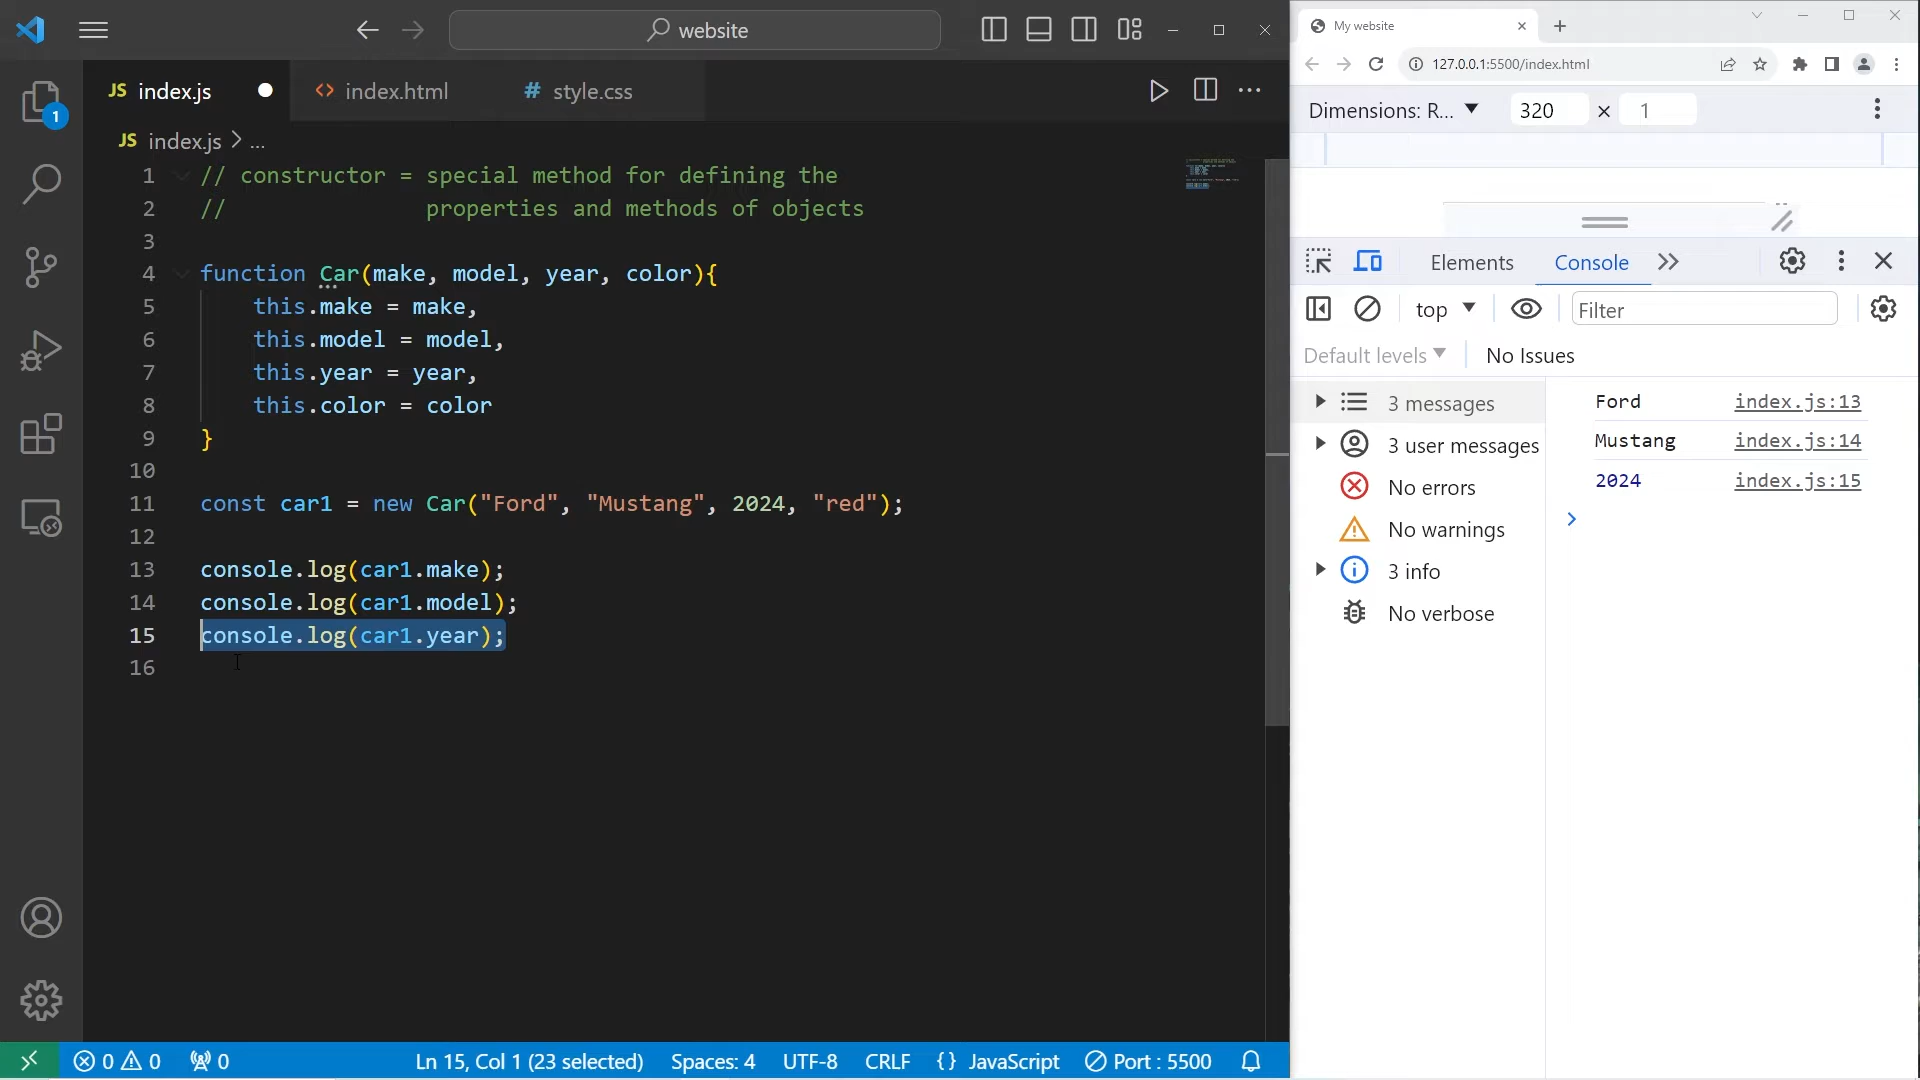 website
JS index.js
<> index.html
# style.css
1
JS index.js > ...
1 // constructor = special method for defining the
2 // properties and methods of objects
3
4 function Car(make, model, year, color){
5 this.make = make,
6 this.model = model,
7 this.year = year,
8 this.color = color
9 }
10
11 const car1 = new Car("Ford", "Mustang", 2024, "red");
12
13 console.log(car1.make);
14 console.log(car1.model);
15 console.log(car1.year);
16
0 0 0
Ln 15, Col 1 (23 selected)
Spaces: 4
UTF-8
CRLF
{} JavaScript
Port : 5500
My website
127.0.0.1:5500/index.html
Dimensions: R... 320 × 1
Elements Console
top
Filter
Default levels
No Issues
3 messages
3 user messages
No errors
No warnings
3 info
No verbose
Ford index.js:13
Mustang index.js:14
2024 index.js:15